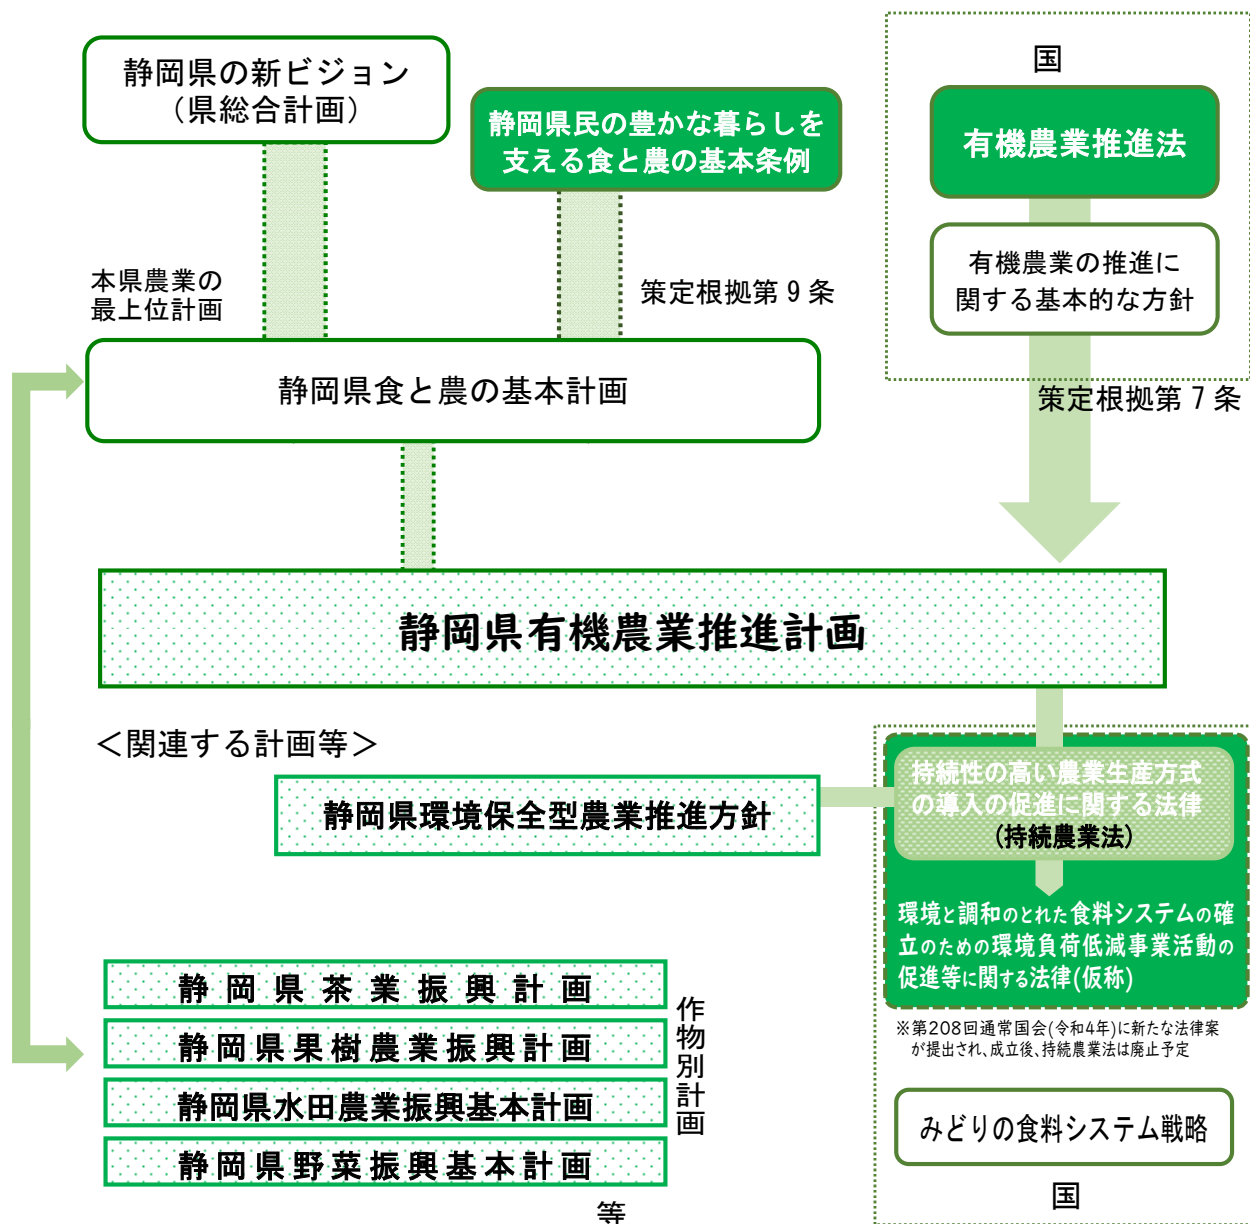 静岡県の新ビジョン
（県総合計画）
静岡県民の豊かな暮らしを
支える食と農の基本条例
国
有機農業推進法
有機農業の推進に
関する基本的な方針
本県農業の
最上位計画
策定根拠第９条
策定根拠第７条
静岡県食と農の基本計画
静岡県有機農業推進計画
＜関連する計画等＞
静岡県環境保全型農業推進方針
持続性の高い農業生産方式
の導入の促進に関する法律
(持続農業法)
環境と調和のとれた食料システムの確
立のための環境負荷低減事業活動の
促進等に関する法律(仮称)
※第208回通常国会(令和4年)に新たな法律案
が提出され、成立後、持続農業法は廃止予定
みどりの食料システム戦略
国
静岡県茶業振興計画
静岡県果樹農業振興計画
静岡県水田農業振興基本計画
静岡県野菜振興基本計画
作物別計画
等